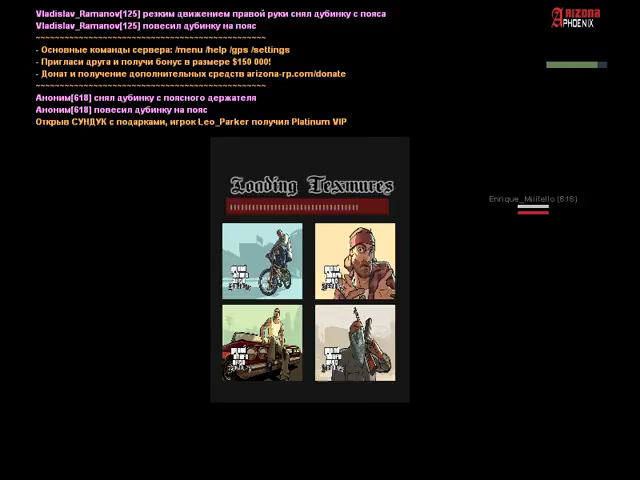 Vladislav_Ramanov[125] резким движением правой руки снял дубинку с пояса
Vladislav_Ramanov[125] повесил дубинку на пояс
~~~~~~~~~~~~~~~~~~~~~~~~~~~~~~~~~~~~~~~~~~~~~~
- Основные команды сервера: /menu /help /gps /settings
- Пригласи друга и получи бонус в размере $150 000!
- Донат и получение дополнительных средств arizona-rp.com/donate
~~~~~~~~~~~~~~~~~~~~~~~~~~~~~~~~~~~~~~~~~~~~~~
Аноним[618] снял дубинку с поясного держателя
Аноним[618] повесил дубинку на пояс
Открыв СУНДУК с подарками, игрок Leo_Parker получил Platinum VIP
ARIZONA
PHOENIX
Loading Texmures
Enrique_Miitello [618]